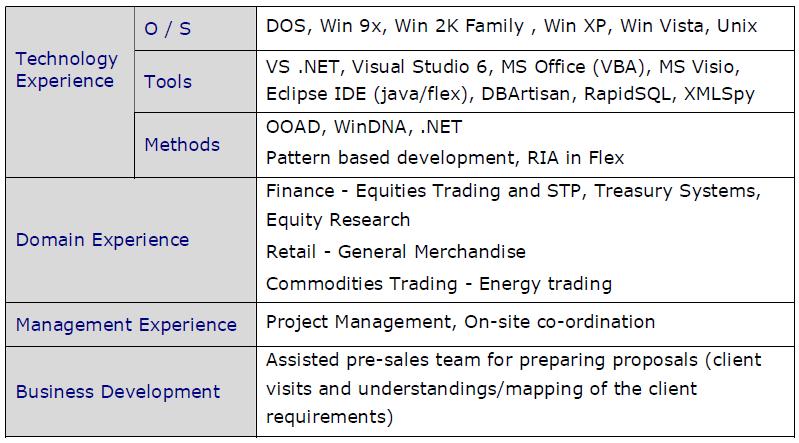 Technology
Experience
O / S
DOS, Win 9x, Win 2K Family , Win XP, Win Vista, Unix
Tools
VS .NET, Visual Studio 6, MS Office (VBA), MS Visio,
Eclipse IDE (java/flex), DBArtisan, RapidSQL, XMLSpy
Methods
OOAD, WinDNA, .NET
Pattern based development, RIA in Flex
Domain Experience
Finance - Equities Trading and STP, Treasury Systems,
Equity Research
Retail - General Merchandise
Commodities Trading - Energy trading
Management Experience
Project Management, On-site co-ordination
Business Development
Assisted pre-sales team for preparing proposals (client
visits and understandings/mapping of the client
requirements)